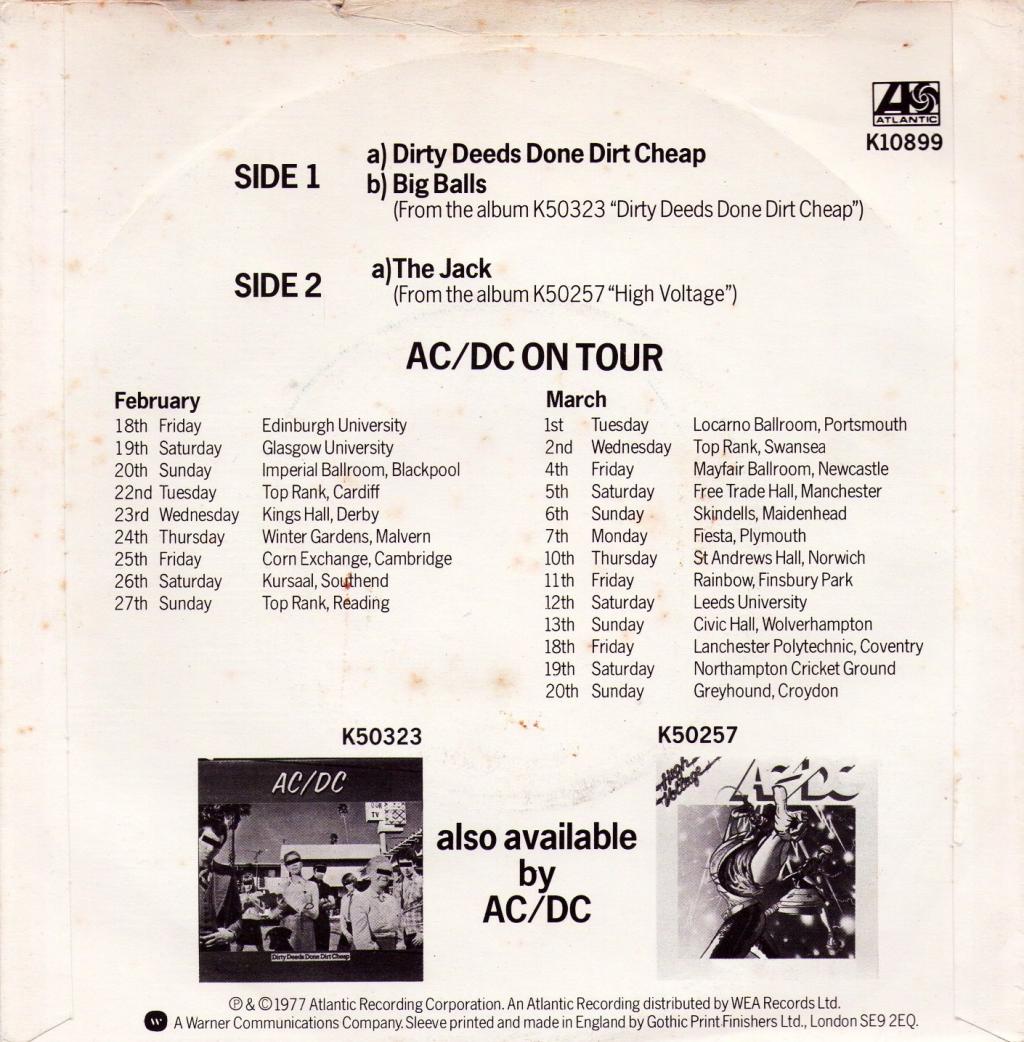 ATLANTIC
K10899
SIDE 1
a) Dirty Deeds Done Dirt Cheap
b) Big Balls
(From the album K50323 “Dirty Deeds Done Dirt Cheap”)
SIDE 2
a)The Jack
(From the album K50257 “High Voltage”)
AC/DC ON TOUR
February
18th Friday Edinburgh University
19th Saturday Glasgow University
20th Sunday Imperial Ballroom, Blackpool
22nd Tuesday Top Rank, Cardiff
23rd Wednesday Kings Hall, Derby
24th Thursday Winter Gardens, Malvern
25th Friday Corn Exchange, Cambridge
26th Saturday Kursaal, Southend
27th Sunday Top Rank, Reading
March
1st Tuesday Locarno Ballroom, Portsmouth
2nd Wednesday Top Rank, Swansea
4th Friday Mayfair Ballroom, Newcastle
5th Saturday Free Trade Hall, Manchester
6th Sunday Skindells, Maidenhead
7th Monday Fiesta, Plymouth
10th Thursday St Andrews Hall, Norwich
11th Friday Rainbow, Finsbury Park
12th Saturday Leeds University
13th Sunday Civic Hall, Wolverhampton
18th Friday Lanchester Polytechnic, Coventry
19th Saturday Northampton Cricket Ground
20th Sunday Greyhound, Croydon
K50323
AC/DC
TV
Dirty Deeds Done Dirt Cheap
also available
by
AC/DC
K50257
High
Voltage
AC/DC
℗ & © 1977 Atlantic Recording Corporation. An Atlantic Recording distributed by WEA Records Ltd.
A Warner Communications Company. Sleeve printed and made in England by Gothic Print Finishers Ltd., London SE9 2EQ.